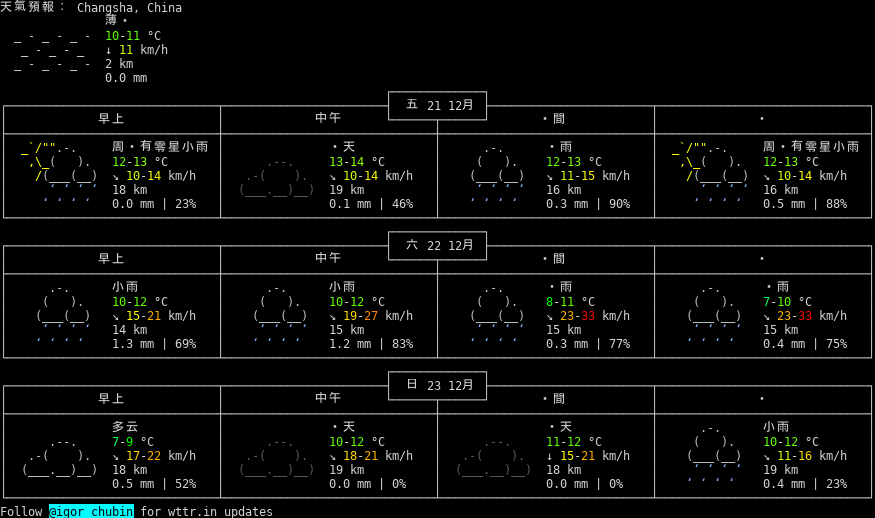 天氣預報： Changsha, China
薄・
10-11 °C
↓ 11 km/h
2 km
0.0 mm
五 21 12月
早上 中午 ・間 ・
周・有零星小雨 ・天 ・雨 周・有零星小雨
12-13 °C 13-14 °C 12-13 °C 12-13 °C
↘ 10-14 km/h ↘ 10-14 km/h ↘ 11-15 km/h ↘ 10-14 km/h
18 km 19 km 16 km 16 km
0.0 mm | 23% 0.1 mm | 46% 0.3 mm | 90% 0.5 mm | 88%
六 22 12月
早上 中午 ・間 ・
小雨 小雨 ・雨 ・雨
10-12 °C 10-12 °C 8-11 °C 7-10 °C
↘ 15-21 km/h ↘ 19-27 km/h ↘ 23-33 km/h ↘ 23-33 km/h
14 km 15 km 15 km 15 km
1.3 mm | 69% 1.2 mm | 83% 0.3 mm | 77% 0.4 mm | 75%
日 23 12月
早上 中午 ・間 ・
多云 ・天 ・天 小雨
7-9 °C 10-12 °C 11-12 °C 10-12 °C
↘ 17-22 km/h ↘ 18-21 km/h ↓ 15-21 km/h ↘ 11-16 km/h
18 km 19 km 18 km 19 km
0.5 mm | 52% 0.0 mm | 0% 0.0 mm | 0% 0.4 mm | 23%
Follow @igor_chubin for wttr.in updates